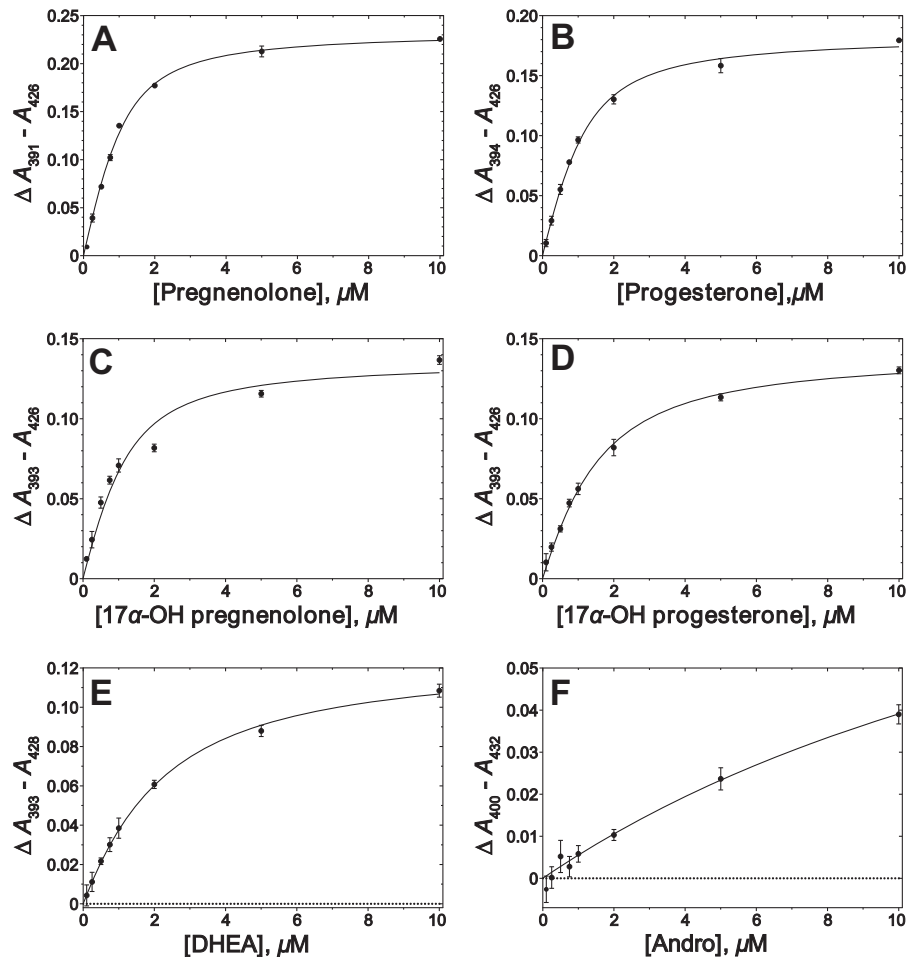 A
Δ A391 - A426
0.25
0.20
0.15
0.10
0.05
0
0 2 4 6 8 10
[Pregnenolone], µM
B
Δ A394 - A426
0.20
0.15
0.10
0.05
0
0 2 4 6 8 10
[Progesterone],µM
C
Δ A393 - A426
0.15
0.10
0.05
0
0 2 4 6 8 10
[17α-OH pregnenolone], µM
D
Δ A393 - A426
0.15
0.10
0.05
0
0 2 4 6 8 10
[17α-OH progesterone], µM
E
Δ A393 - A428
0.12
0.10
0.08
0.06
0.04
0.02
0
0 2 4 6 8 10
[DHEA], µM
F
Δ A400 - A432
0.05
0.04
0.03
0.02
0.010
0
0 2 4 6 8 10
[Andro], µM